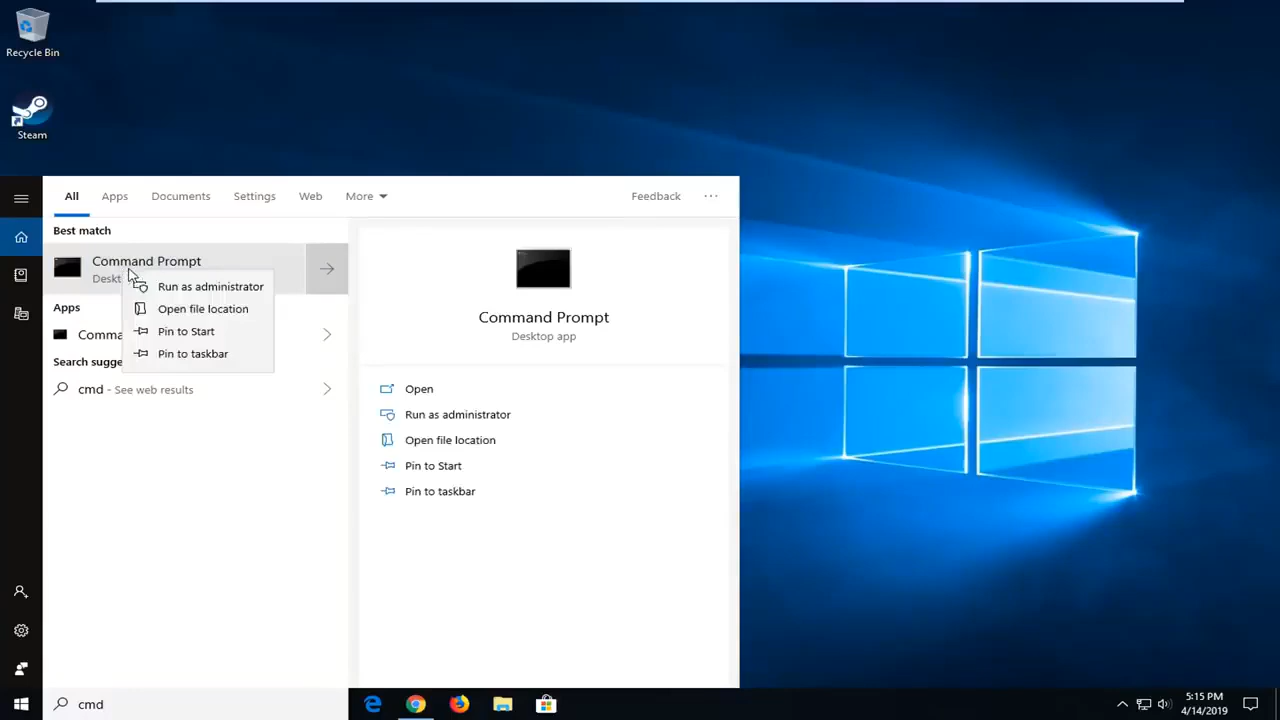 Recycle Bin
Steam
All Apps Documents Settings Web More Feedback ...
Best match
Command Prompt
Deskt
Run as administrator
Open file location
Pin to Start
Pin to taskbar
Apps
Comma
Search sugge
cmd - See web results
Command Prompt
Desktop app
Open
Run as administrator
Open file location
Pin to Start
Pin to taskbar
cmd
5:15 PM
4/14/2019